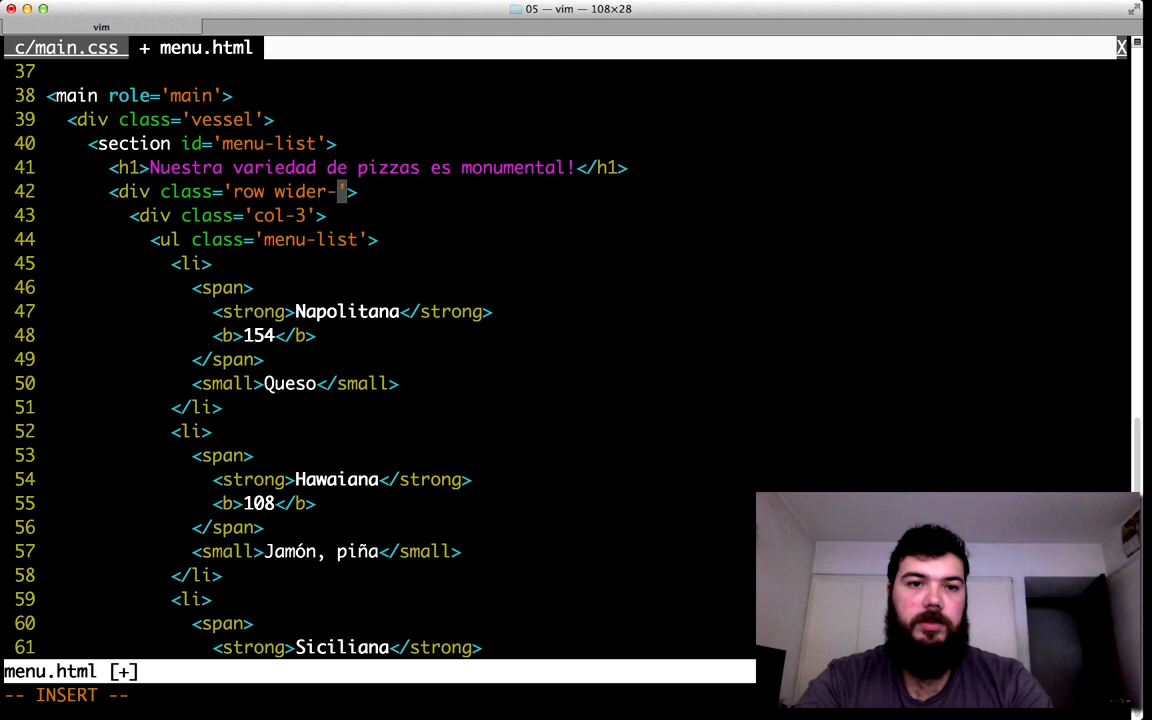 05 — vim — 108×28
vim
c/main.css + menu.html X
37
38 <main role='main'>
39 <div class='vessel'>
40 <section id='menu-list'>
41 <h1>Nuestra variedad de pizzas es monumental!</h1>
42 <div class='row wider-'>
43 <div class='col-3'>
44 <ul class='menu-list'>
45 <li>
46 <span>
47 <strong>Napolitana</strong>
48 <b>154</b>
49 </span>
50 <small>Queso</small>
51 </li>
52 <li>
53 <span>
54 <strong>Hawaiana</strong>
55 <b>108</b>
56 </span>
57 <small>Jamón, piña</small>
58 </li>
59 <li>
60 <span>
61 <strong>Siciliana</strong>
menu.html [+]
-- INSERT --